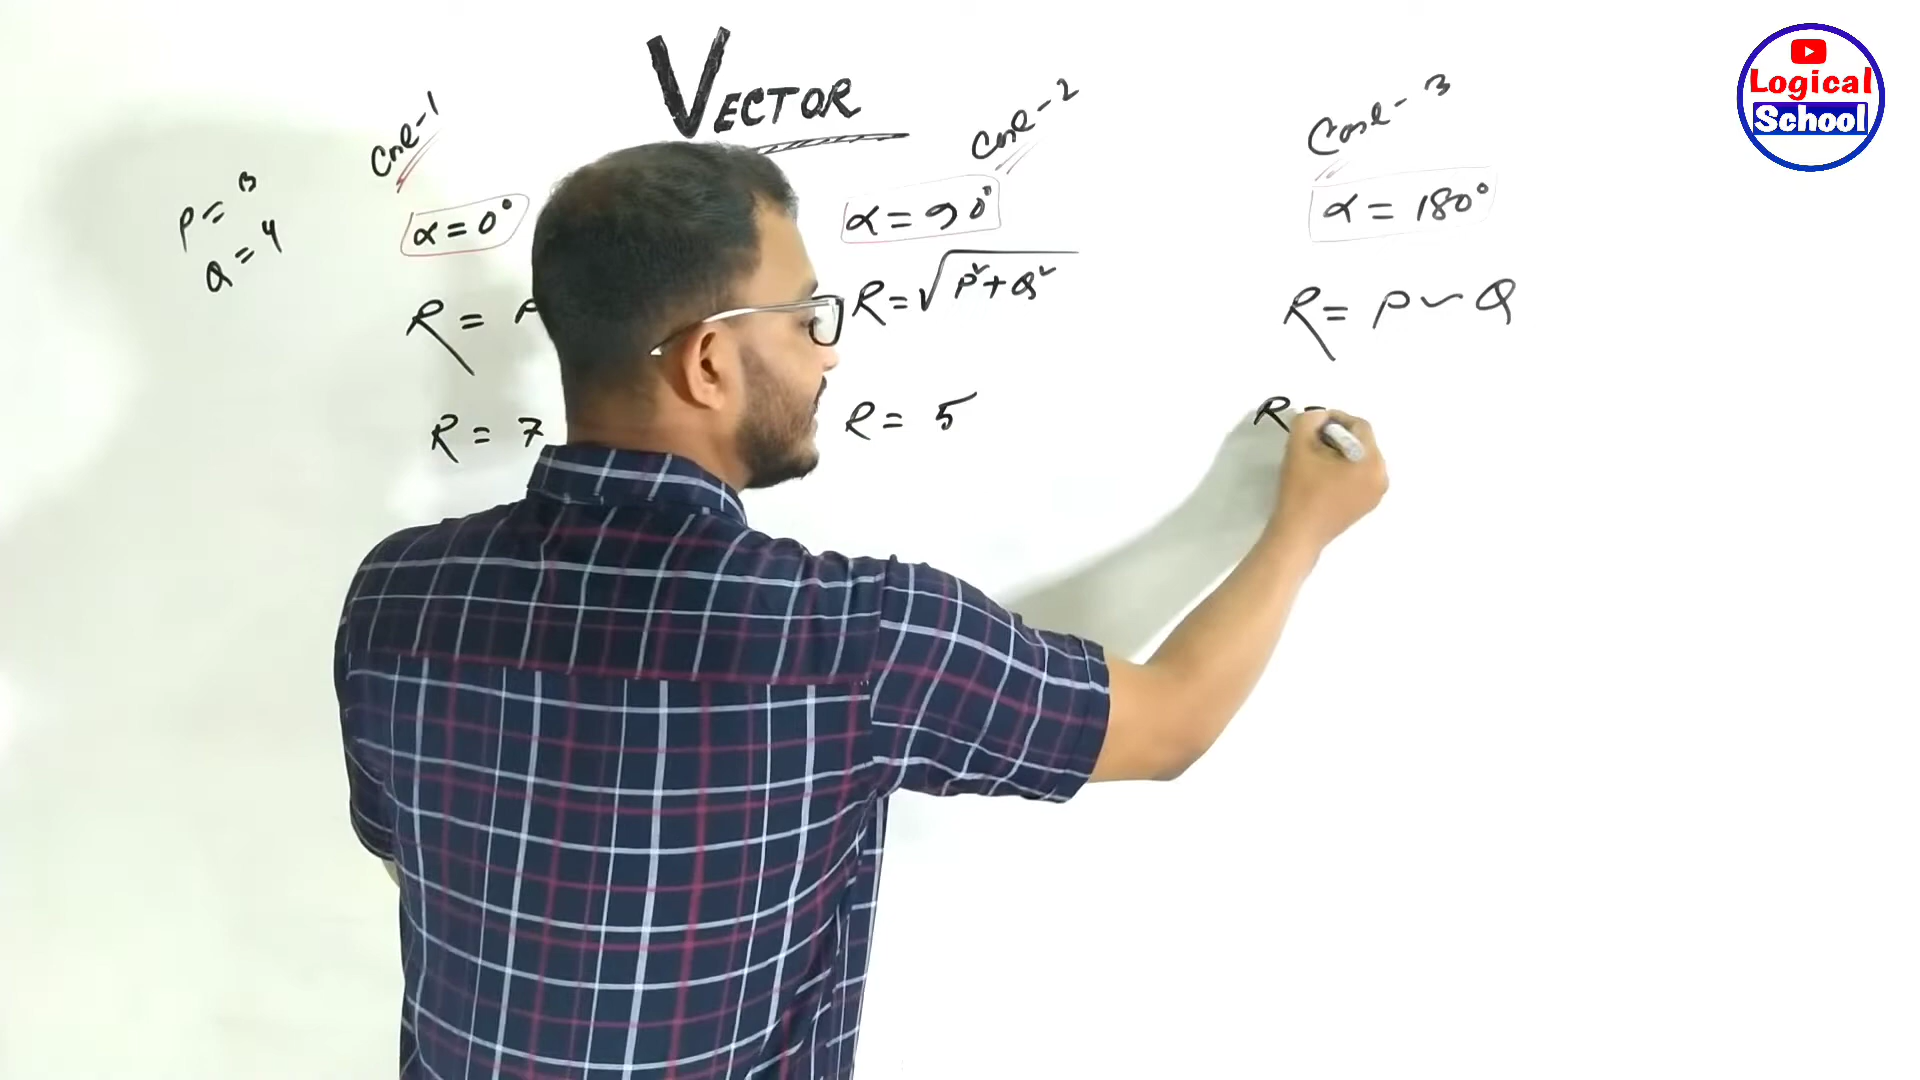 VECTOR
Case-1
Case-2
Case-3
P = 3
Q = 4
α = 0°
α = 90°
α = 180°
R = P
R = √P²+Q²
R = P ~ Q
R = 7
R = 5
R =
Logical
School